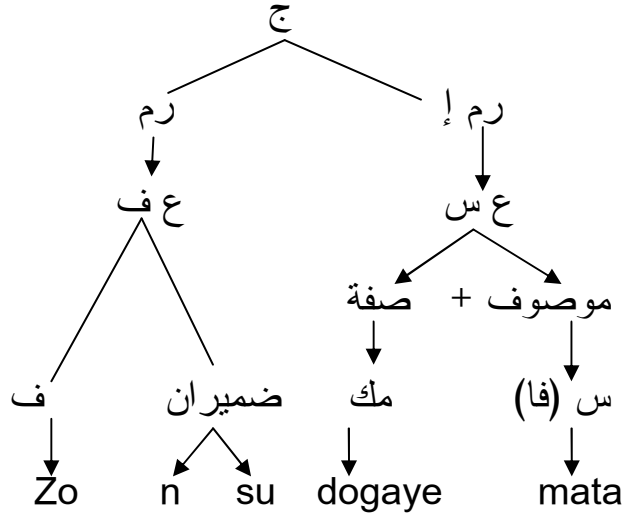 ج
رم إ رم
ع س ع ف
موصوف + صفة
س (فا) مك ضميران ف
Zo n su dogaye mata